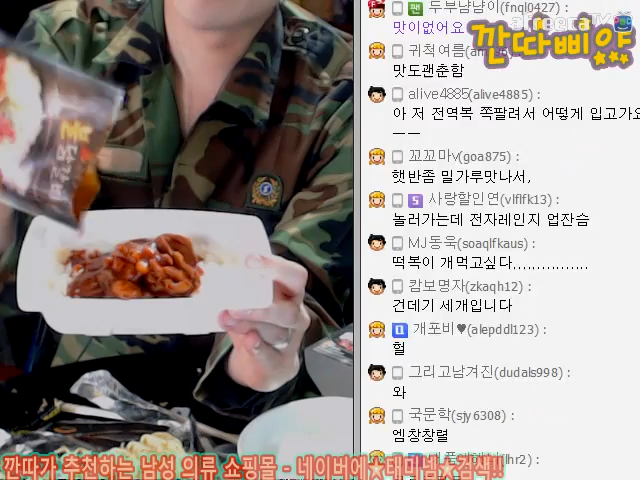 두부냠냠이(fnql0427) :
맛이없어요
깐따삐야
귀척여름
맛도괜춘함
alive4885(alive4885) :
아 저 전역복 쪽팔려서 어떻게 입고가요
ㅡㅡ
꼬꼬마v(goa875) :
햇반좀 밀가루맛나서,
사랑할인연(vlflfk13) :
놀러가는데 전자레인지 업잔슴
MJ동욱(soaqlfkaus) :
떡복이 개먹고싶다................
캄보명자(zkaqh12) :
건데기 세개입니다
개포비♥(alepddl123) :
헐
그리고남겨진(dudals998) :
와
국문학(sjy6308) :
엠창창렬
깐따가 추천하는 남성 의류 쇼핑몰 - 네이버에★태미넴★검색!!